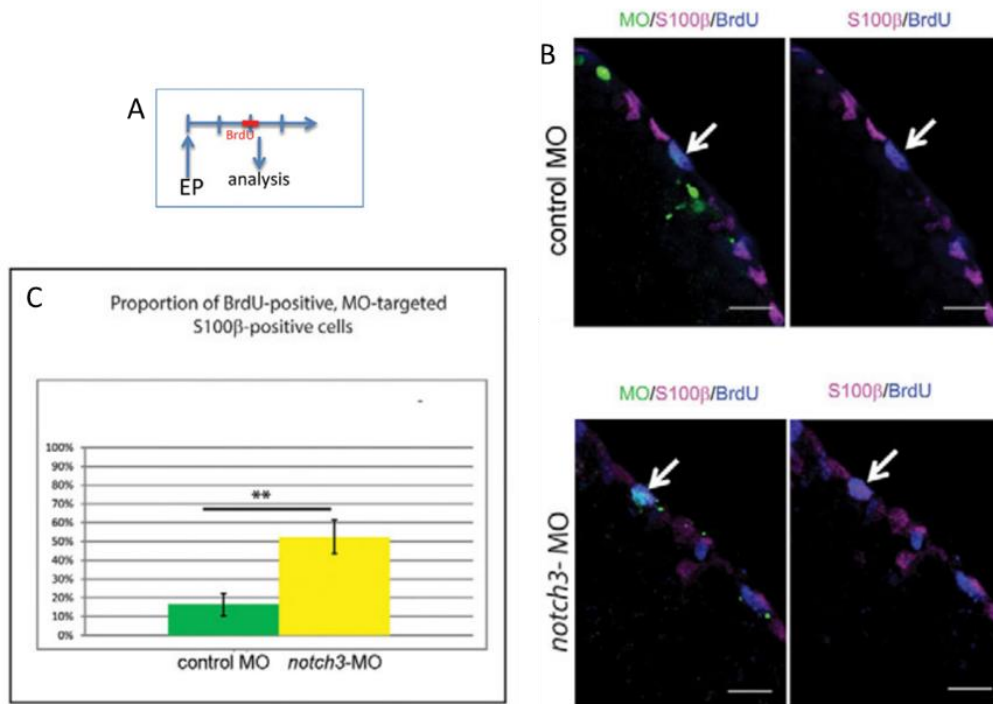 A
BrdU
EP
analysis
B
MO/S100β/BrdU
S100β/BrdU
control MO
MO/S100β/BrdU
S100β/BrdU
notch3- MO
C
Proportion of BrdU-positive, MO-targeted
S100β-positive cells
-
100%
90%
80%
70%
60%
50%
40%
30%
20%
10%
0%
**
control MO
notch3-MO